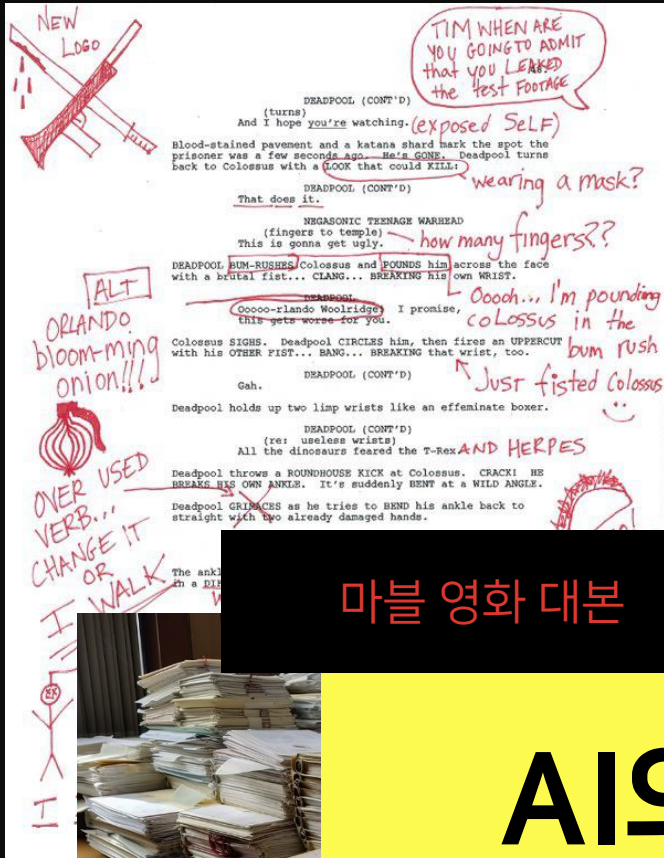 NEW
LOGO
TIM WHEN ARE
YOU GOING TO ADMIT
that you LEAKED
the test FOOTAGE
DEADPOOL (CONT'D)
(turns)
And I hope you're watching. (exposed SELF)
Blood-stained pavement and a katana shard mark the spot the
prisoner was a few seconds ago. He's GONE. Deadpool turns
back to Colossus with a LOOK that could KILL:
wearing a mask?
DEADPOOL (CONT'D)
That does it.
NEGASONIC TEENAGE WARHEAD
(fingers to temple)
how many fingers??
This is gonna get ugly.
DEADPOOL BUM-RUSHES Colossus and POUNDS him across the face
with a brutal fist... CLANG... BREAKING his own WRIST.
ALT
ORLANDO
bloom-ming
onion!!!
DEADPOOL
Ooooo-rlando Woolridge) I promise,
this gets worse for you.
Ooooh... I'm pounding
coLossus in the
bum rush
Colossus SIGHS. Deadpool CIRCLES him, then fires an UPPERCUT
with his OTHER FIST... BANG... BREAKING that wrist, too.
Just fisted Colossus
DEADPOOL (CONT'D)
Gah.
Deadpool holds up two limp wrists like an effeminate boxer.
DEADPOOL (CONT'D)
(re: useless wrists)
All the dinosaurs feared the T-Rex AND HERPES
OVER USED
VERB...
CHANGE IT
OR
I WALK
Deadpool throws a ROUNDHOUSE KICK at Colossus. CRACK! HE
BREAKS HIS OWN ANKLE. It's suddenly BENT at a WILD ANGLE.
Deadpool GRIMACES as he tries to BEND his ankle back to
straight with two already damaged hands.
The ankl
in a
마블 영화 대본
I